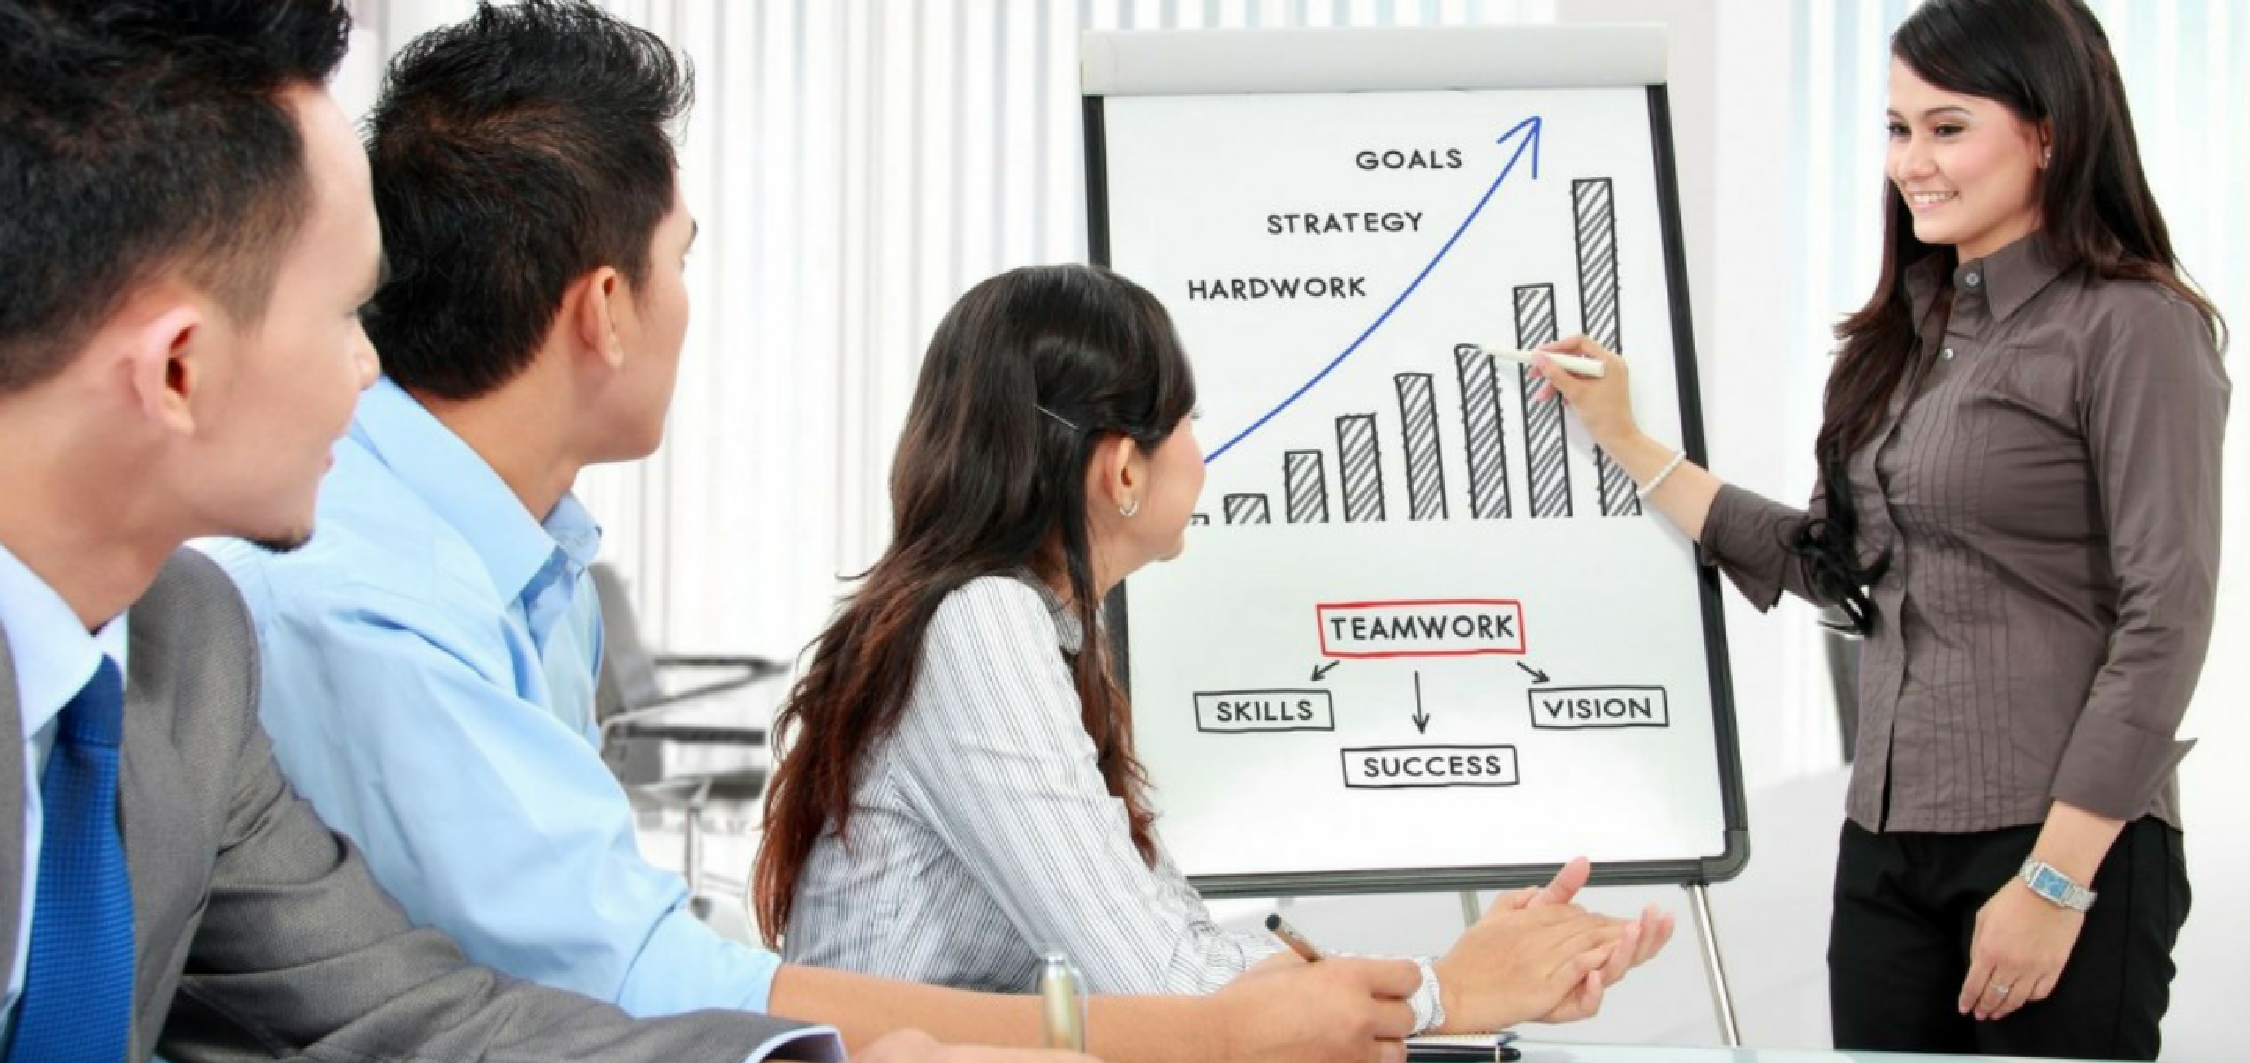 GOALS
STRATEGY
HARDWORK
TEAMWORK
SKILLS
VISION
SUCCESS